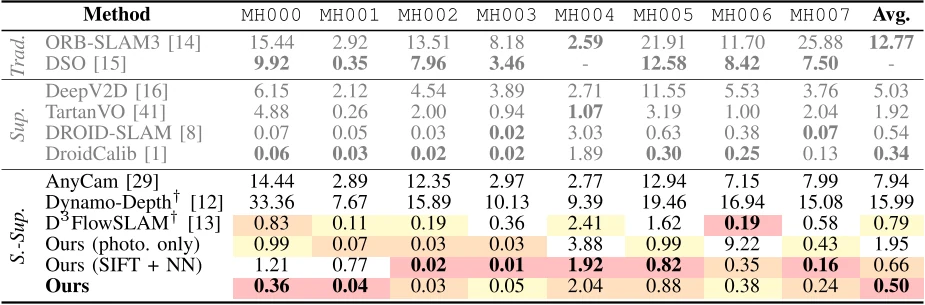 Method MH000 MH001 MH002 MH003 MH004 MH005 MH006 MH007 Avg.
Trad.
ORB-SLAM3 [14] 15.44 2.92 13.51 8.18 2.59 21.91 11.70 25.88 12.77
DSO [15] 9.92 0.35 7.96 3.46 - 12.58 8.42 7.50 -
Sup.
DeepV2D [16] 6.15 2.12 4.54 3.89 2.71 11.55 5.53 3.76 5.03
TartanVO [41] 4.88 0.26 2.00 0.94 1.07 3.19 1.00 2.04 1.92
DROID-SLAM [8] 0.07 0.05 0.03 0.02 3.03 0.63 0.38 0.07 0.54
DroidCalib [1] 0.06 0.03 0.02 0.02 1.89 0.30 0.25 0.13 0.34
S.-Sup.
AnyCam [29] 14.44 2.89 12.35 2.97 2.77 12.94 7.15 7.99 7.94
Dynamo-Depth† [12] 33.36 7.67 15.89 10.13 9.39 19.46 16.94 15.08 15.99
D³FlowSLAM† [13] 0.83 0.11 0.19 0.36 2.41 1.62 0.19 0.58 0.79
Ours (photo. only) 0.99 0.07 0.03 0.03 3.88 0.99 9.22 0.43 1.95
Ours (SIFT + NN) 1.21 0.77 0.02 0.01 1.92 0.82 0.35 0.16 0.66
Ours 0.36 0.04 0.03 0.05 2.04 0.88 0.38 0.24 0.50